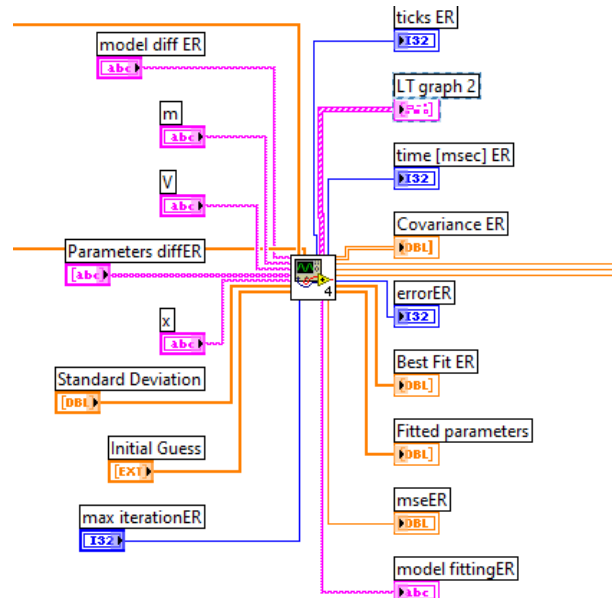 ticks ER
I32
model diff ER
abc
LT graph 2
m
abc
time [msec] ER
I32
V
abc
Covariance ER
DBL]
Parameters diffER
[abc
4
errorER
I32
x
abc
Best Fit ER
DBL]
Standard Deviation
[DBL
Fitted parameters
DBL]
Initial Guess
[EXT
mseER
DBL
max iterationER
I32
model fittingER
abc